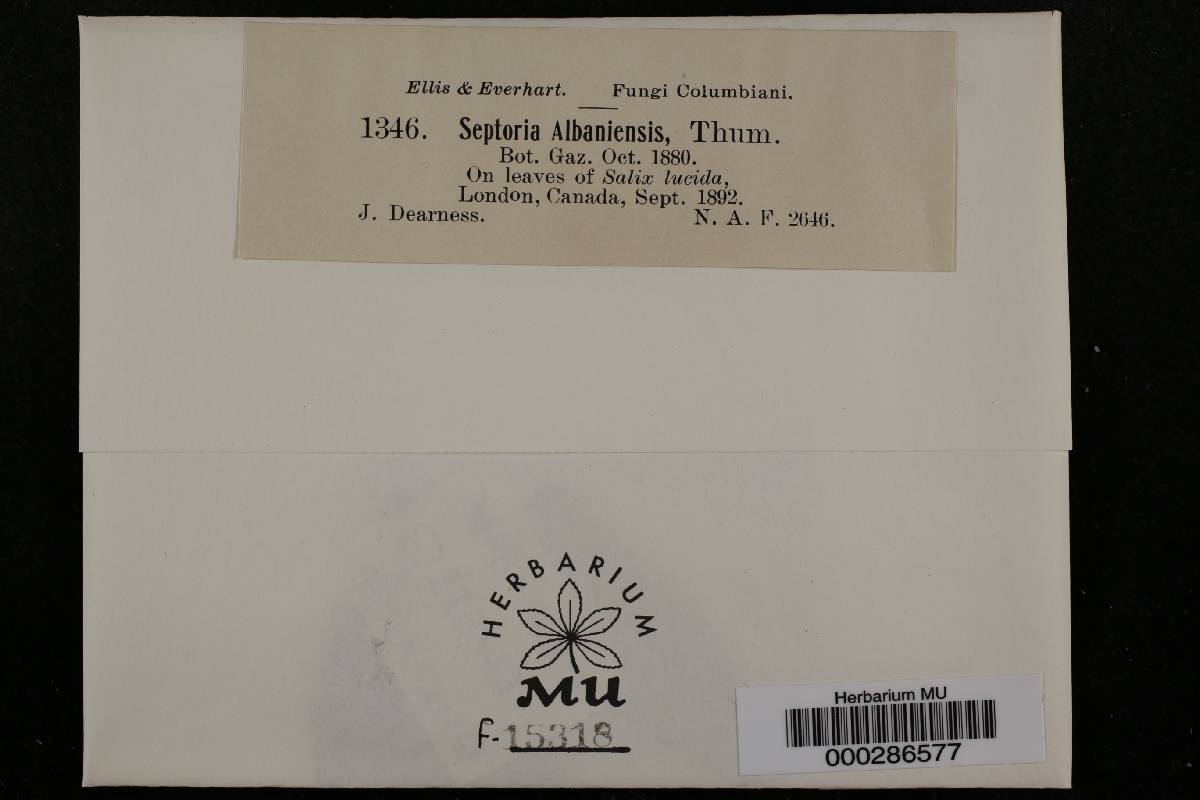 Ellis & Everhart. Fungi Columbiani.
1346. Septoria Albaniensis, Thum.
Bot. Gaz. Oct. 1880.
On leaves of Salix lucida,
London, Canada, Sept. 1892.
J. Dearness. N. A. F. 2646.
HERBARIUM
MU
F-15318
Herbarium MU
000286577